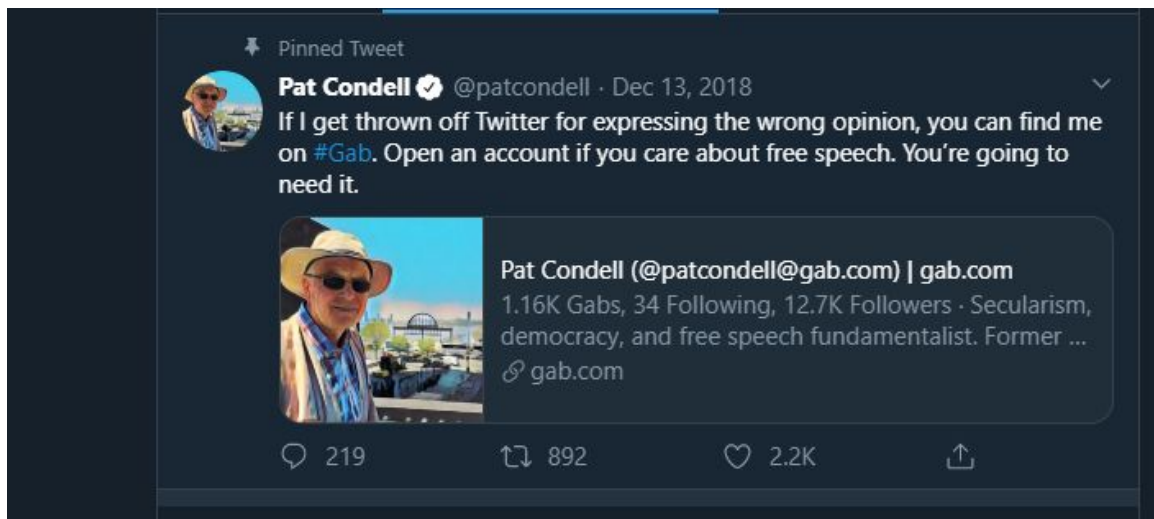 Pinned Tweet
Pat Condell @patcondell · Dec 13, 2018
If I get thrown off Twitter for expressing the wrong opinion, you can find me
on #Gab. Open an account if you care about free speech. You’re going to
need it.
Pat Condell (@patcondell@gab.com) | gab.com
1.16K Gabs, 34 Following, 12.7K Followers · Secularism,
democracy, and free speech fundamentalist. Former ...
gab.com
219 892 2.2K